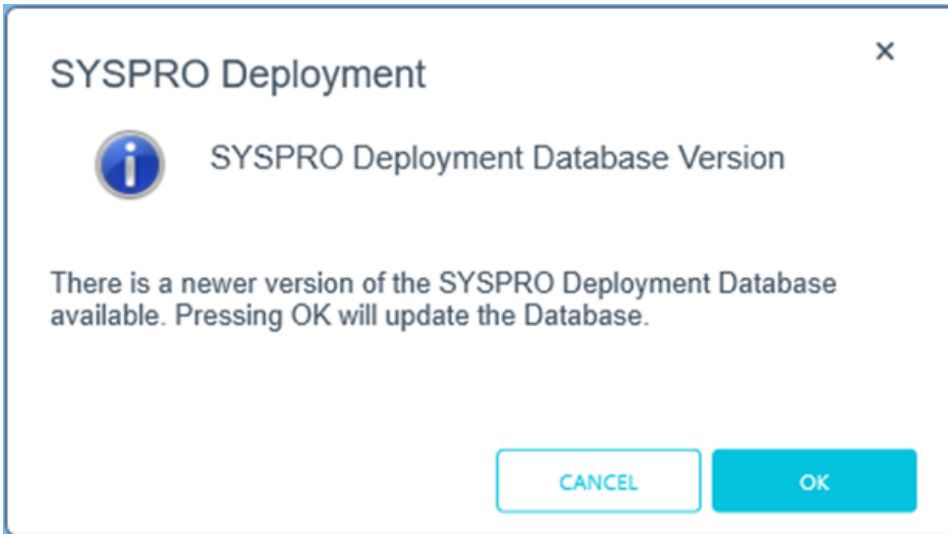 SYSPRO Deployment
SYSPRO Deployment Database Version
There is a newer version of the SYSPRO Deployment Database
available. Pressing OK will update the Database.
CANCEL
OK